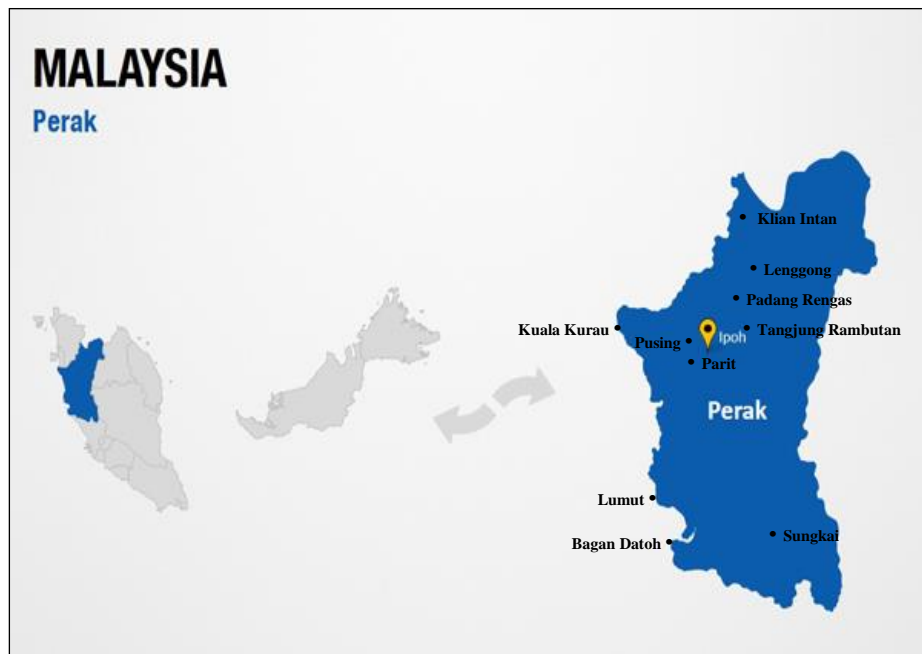 MALAYSIA
Perak
Klian Intan
Lenggong
Padang Rengas
Kuala Kurau
Tangjung Rambutan
Ipoh
Pusing
Parit
Perak
Lumut
Sungkai
Bagan Datoh